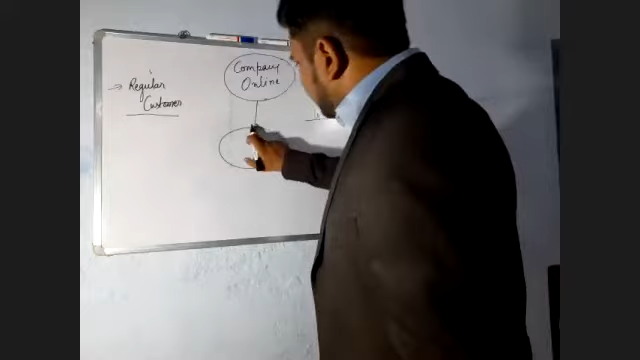 → Regular
Customer
Company
Online